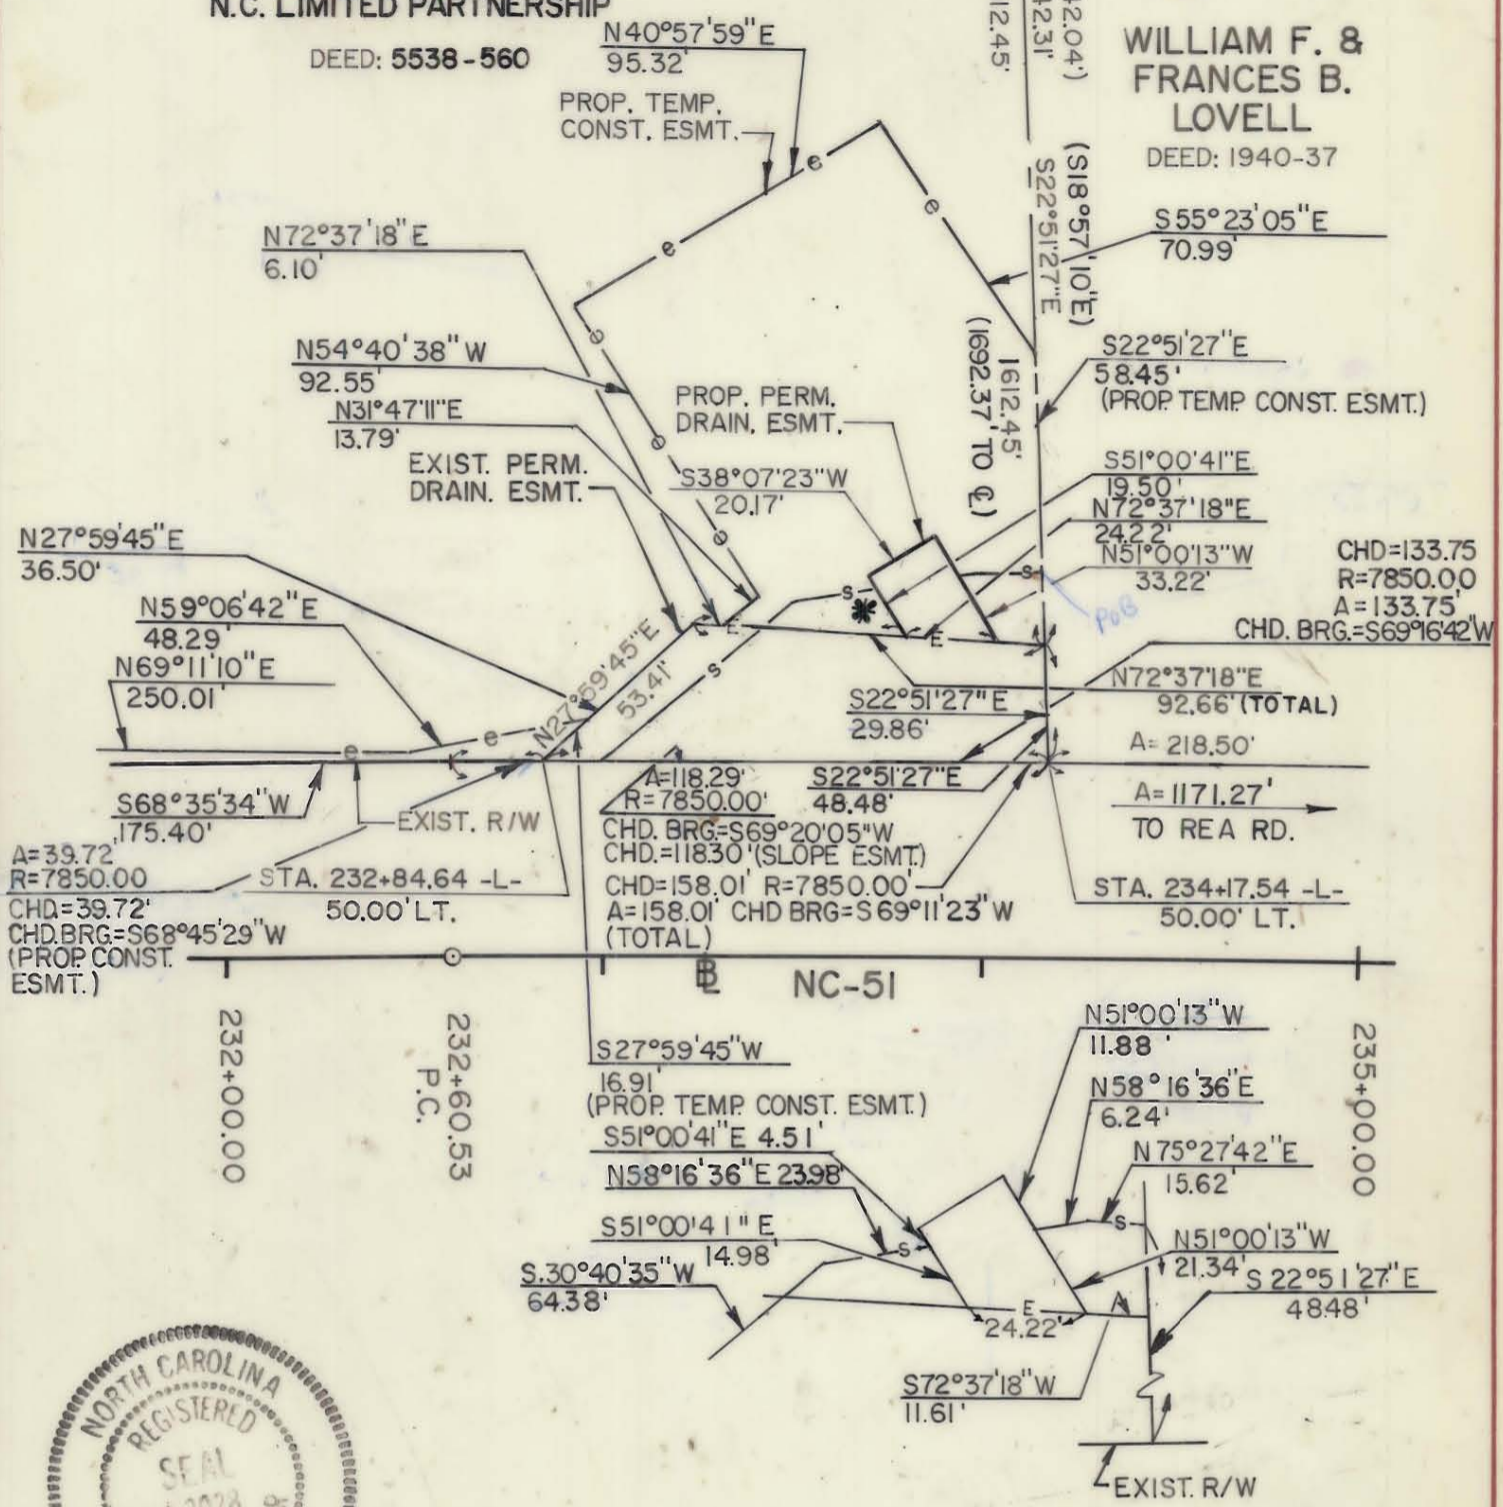 N.C. LIMITED PARTNERSHIP
DEED: 5538-560
N40°57'59"E
95.32'
PROP. TEMP.
CONST. ESMT.
12.45'
42.31'
42.04')
WILLIAM F. &
FRANCES B.
LOVELL
DEED: 1940-37
(S18°57'10"E)
S22°51'27"E
S55°23'05"E
70.99'
N72°37'18"E
6.10'
N54°40'38"W
92.55'
N31°47'11"E
13.79'
EXIST. PERM.
DRAIN. ESMT.
PROP. PERM.
DRAIN. ESMT.
S38°07'23"W
20.17'
1612.45'
(1692.37' TO ℄)
S22°51'27"E
58.45'
(PROP. TEMP. CONST. ESMT.)
S51°00'41"E
19.50'
N72°37'18"E
24.22'
N51°00'13"W
33.22'
CHD=133.75
R=7850.00
A=133.75'
CHD. BRG.=S69°16'42"W
POB
N27°59'45"E
36.50'
N59°06'42"E
48.29'
N69°11'10"E
250.01'
N27°59'45"E
53.41'
e
e
e
e
e
e
e
e
s
s
s
E
E
S22°51'27"E
29.86'
N72°37'18"E
92.66' (TOTAL)
A= 218.50'
S68°35'34"W
175.40'
EXIST. R/W
A=118.29'
R=7850.00'
CHD. BRG.=S69°20'05"W
CHD.=118.30' (SLOPE ESMT.)
S22°51'27"E
48.48'
A=1171.27'
TO REA RD.
A=39.72'
R=7850.00
CHD=39.72'
CHD.BRG.=S68°45'29"W
(PROP. CONST.
ESMT.)
STA. 232+84.64 -L-
50.00' LT.
CHD=158.01' R=7850.00'
A=158.01' CHD BRG=S69°11'23"W
(TOTAL)
STA. 234+17.54 -L-
50.00' LT.
BL
NC-51
232+00.00
232+60.53
P.C.
235+00.00
S27°59'45"W
16.91'
(PROP. TEMP. CONST. ESMT.)
S51°00'41"E 4.51'
N58°16'36"E 23.98'
S51°00'41"E
14.98'
S.30°40'35"W
64.38'
N51°00'13"W
11.88'
N58°16'36"E
6.24'
N75°27'42"E
15.62'
N51°00'13"W
21.34'
S22°51'27"E
48.48'
s
s
E
24.22'
S72°37'18"W
11.61'
EXIST. R/W
NORTH CAROLINA
REGISTERED
SEAL